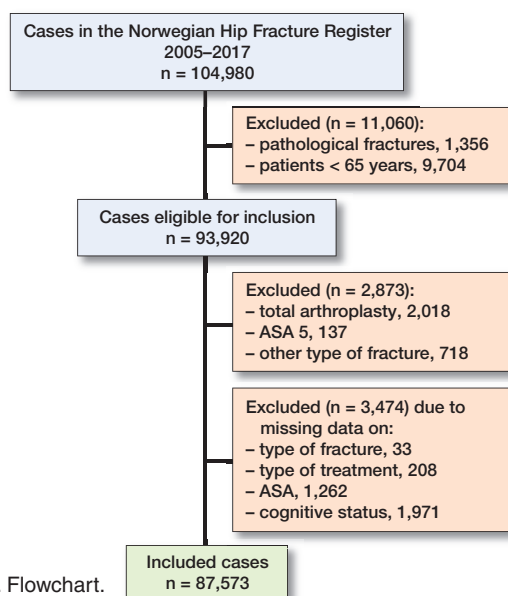 Cases in the Norwegian Hip Fracture Register
2005–2017
n = 104,980
Excluded (n = 11,060):
– pathological fractures, 1,356
– patients < 65 years, 9,704
Cases eligible for inclusion
n = 93,920
Excluded (n = 2,873):
– total arthroplasty, 2,018
– ASA 5, 137
– other type of fracture, 718
Excluded (n = 3,474) due to
missing data on:
– type of fracture, 33
– type of treatment, 208
– ASA, 1,262
– cognitive status, 1,971
Included cases
n = 87,573
Flowchart.